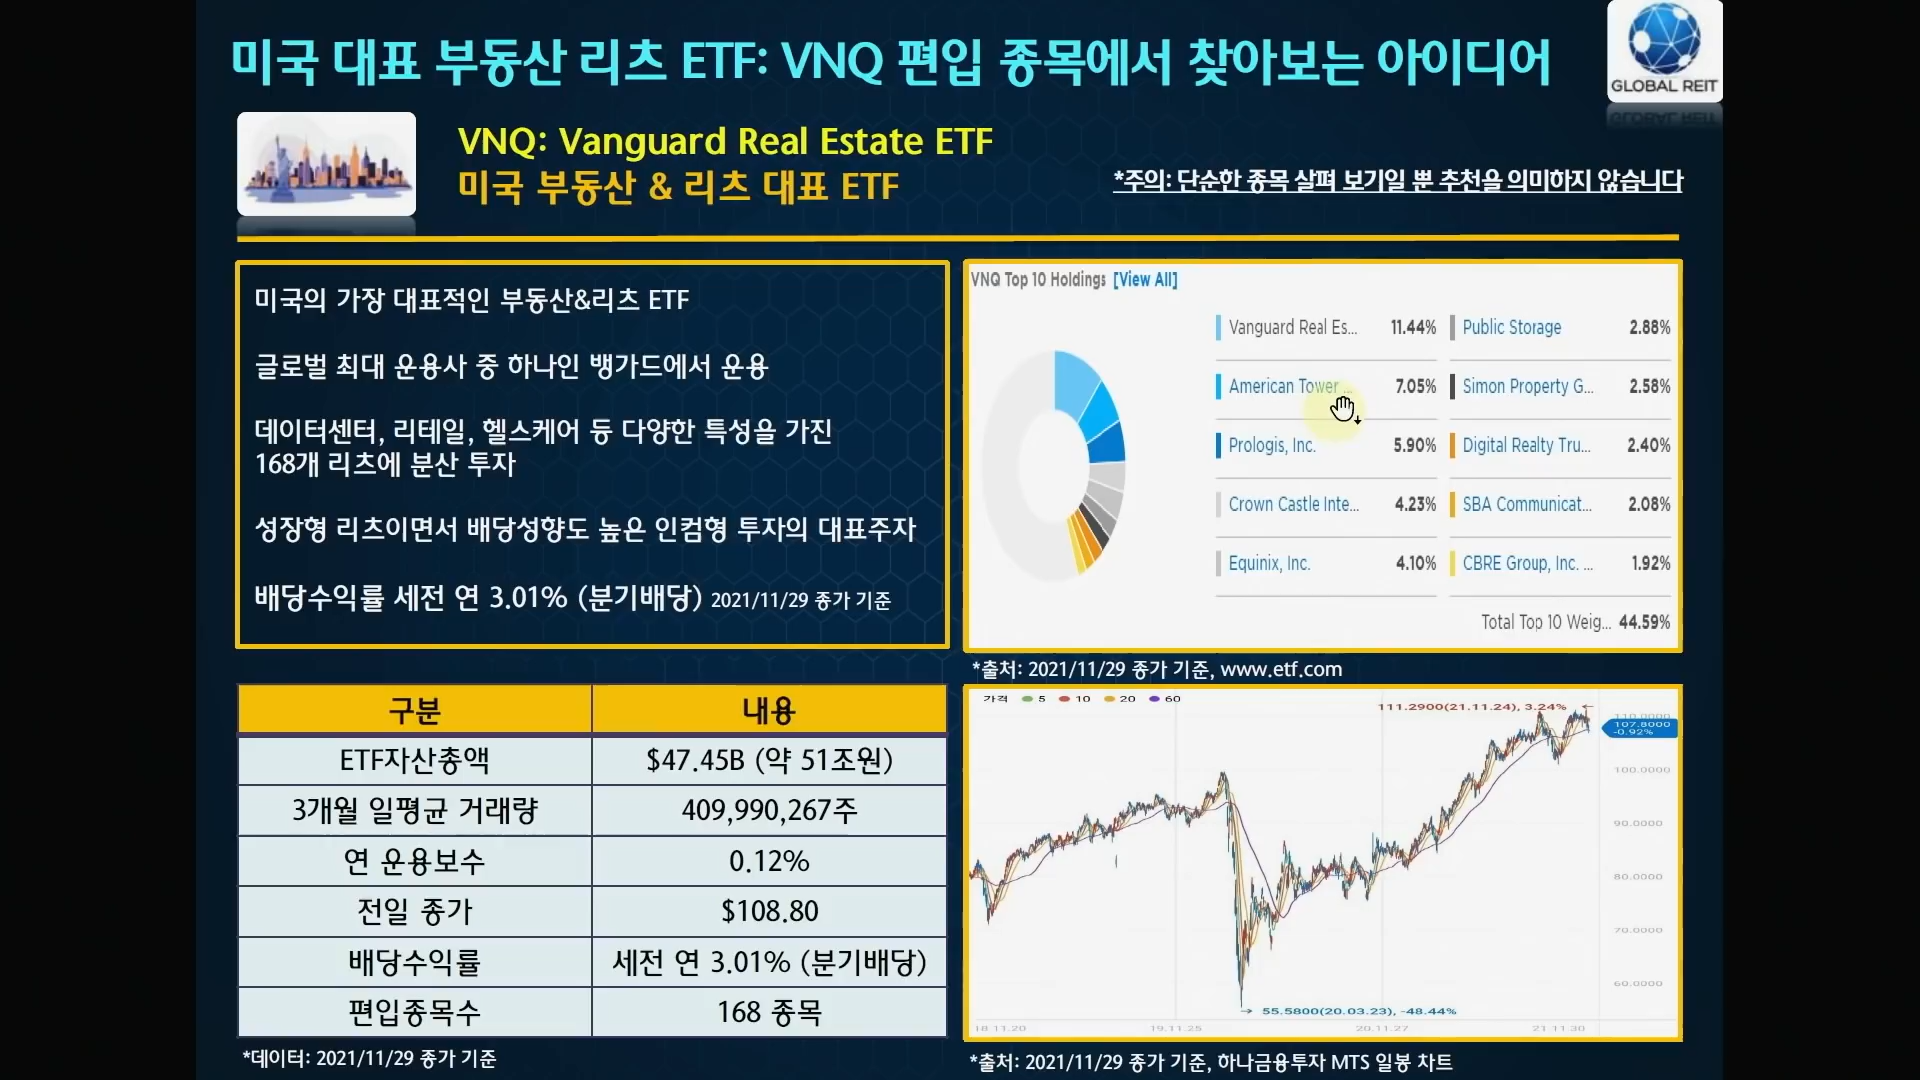 미국 대표 부동산 리츠 ETF: VNQ 편입 종목에서 찾아보는 아이디어
GLOBAL REIT
VNQ: Vanguard Real Estate ETF
미국 부동산 & 리츠 대표 ETF
*주의: 단순한 종목 살펴 보기일 뿐 추천을 의미하지 않습니다
미국의 가장 대표적인 부동산&리츠 ETF
글로벌 최대 운용사 중 하나인 뱅가드에서 운용
데이터센터, 리테일, 헬스케어 등 다양한 특성을 가진
168개 리츠에 분산 투자
성장형 리츠이면서 배당성향도 높은 인컴형 투자의 대표주자
배당수익률 세전 연 3.01% (분기배당) 2021/11/29 종가 기준
VNQ Top 10 Holdings [View All]
Vanguard Real Es... 11.44% Public Storage 2.88%
American Tower ... 7.05% Simon Property G... 2.58%
Prologis, Inc. 5.90% Digital Realty Tru... 2.40%
Crown Castle Inte... 4.23% SBA Communicat... 2.08%
Equinix, Inc. 4.10% CBRE Group, Inc. ... 1.92%
Total Top 10 Weig... 44.59%
*출처: 2021/11/29 종가 기준, www.etf.com
구분 내용
ETF자산총액 $47.45B (약 51조원)
3개월 일평균 거래량 409,990,267주
연 운용보수 0.12%
전일 종가 $108.80
배당수익률 세전 연 3.01% (분기배당)
편입종목수 168 종목
*데이터: 2021/11/29 종가 기준
가격 5 10 20 60
111.2900(21.11.24), 3.24%
110.0000
107.8000
-0.92%
100.0000
90.0000
80.0000
70.0000
60.0000
55.5800(20.03.23), -48.44%
18.11.20 19.11.25 20.11.27 21.11.30
*출처: 2021/11/29 종가 기준, 하나금융투자 MTS 일봉 차트